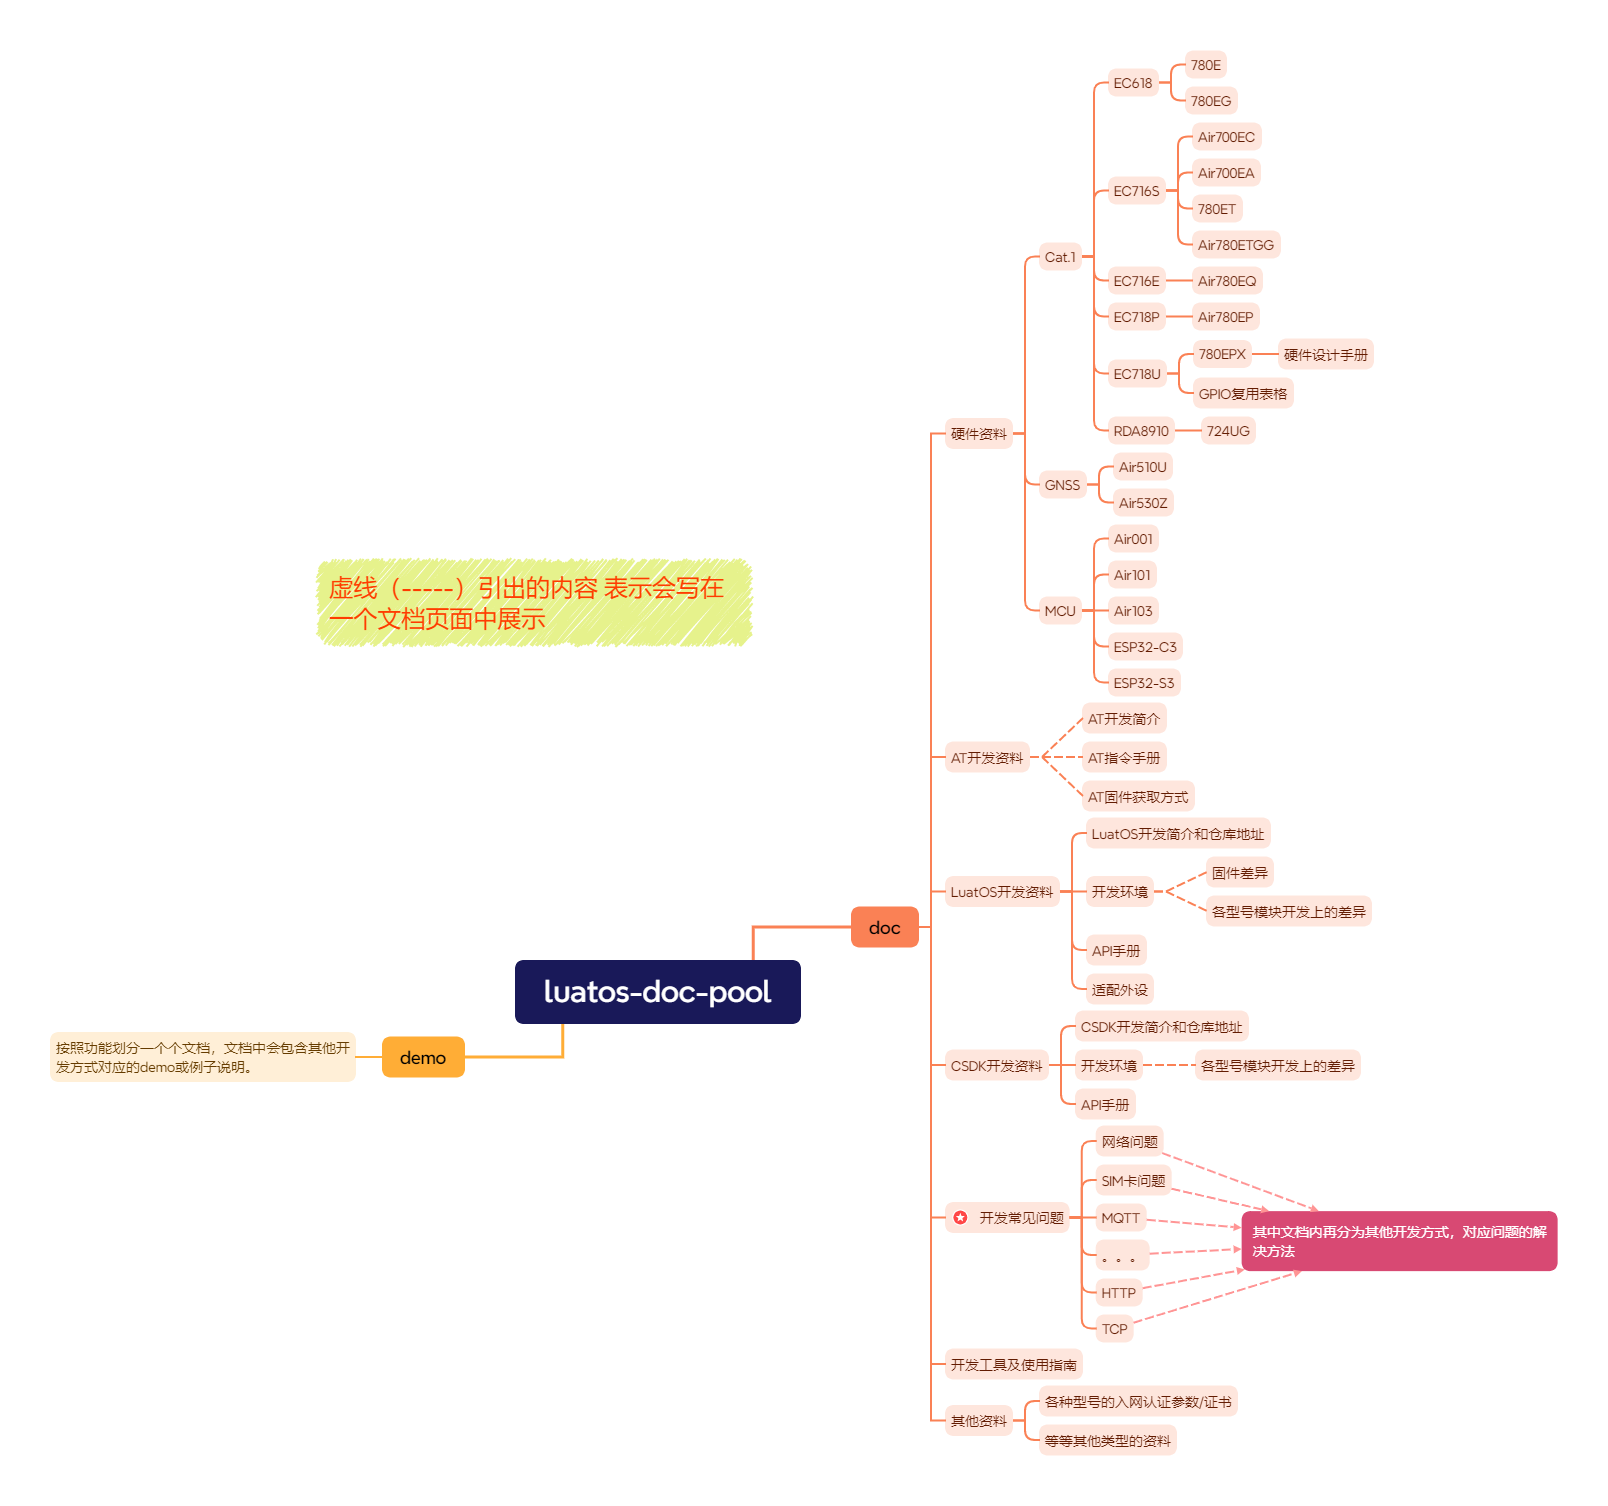 虚线（-----）引出的内容 表示会写在
一个文档页面中展示
luatos-doc-pool
demo
按照功能划分一个个文档，文档中会包含其他开
发方式对应的demo或例子说明。
doc
硬件资料
Cat.1
EC618
780E
780EG
EC716S
Air700EC
Air700EA
780ET
Air780ETGG
EC716E
Air780EQ
EC718P
Air780EP
EC718U
780EPX
硬件设计手册
GPIO复用表格
RDA8910
724UG
GNSS
Air510U
Air530Z
MCU
Air001
Air101
Air103
ESP32-C3
ESP32-S3
AT开发资料
AT开发简介
AT指令手册
AT固件获取方式
LuatOS开发资料
LuatOS开发简介和仓库地址
开发环境
固件差异
各型号模块开发上的差异
API手册
适配外设
CSDK开发资料
CSDK开发简介和仓库地址
开发环境
各型号模块开发上的差异
API手册
开发常见问题
网络问题
SIM卡问题
MQTT
。。。
HTTP
TCP
其中文档内再分为其他开发方式，对应问题的解
决方法
开发工具及使用指南
其他资料
各种型号的入网认证参数/证书
等等其他类型的资料